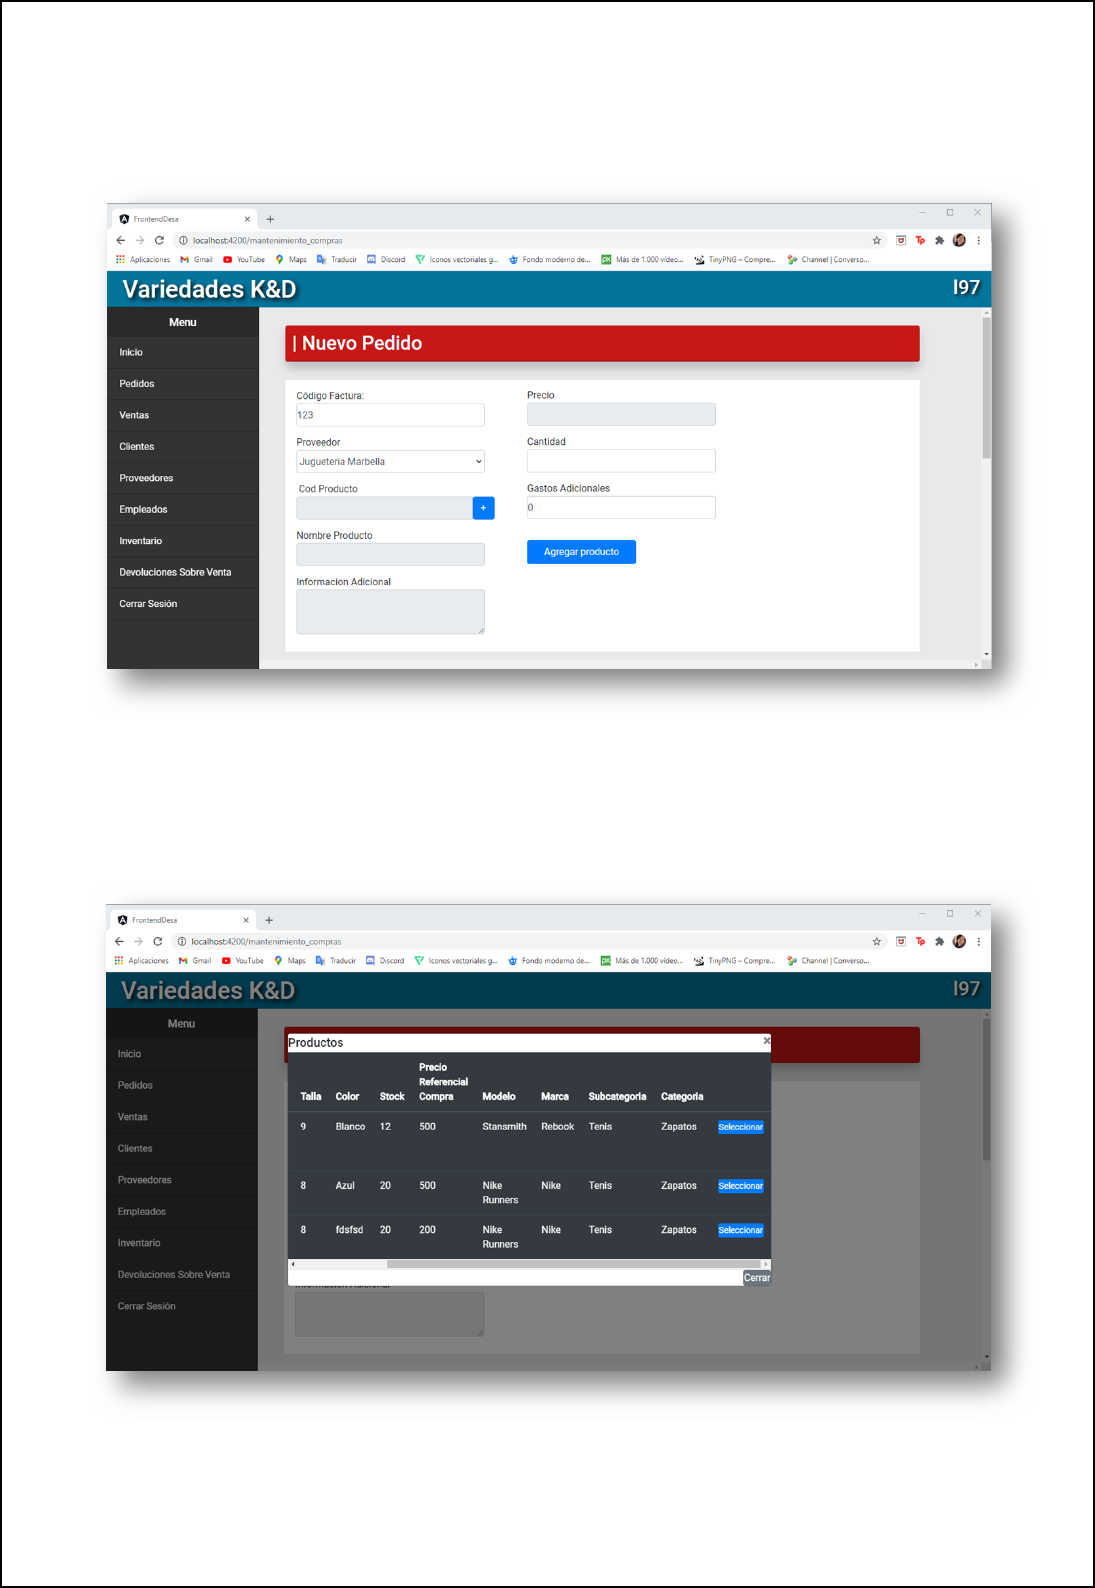 FrontendDesa
localhost:4200/mantenimiento_compras
Aplicaciones Gmail YouTube Maps Traducir Discord Iconos vectoriales g... Fondo moderno de... Más de 1.000 vídeo... TinyPNG – Compre... Channel | Converso...
Variedades K&D
I97
Menu
Inicio
Pedidos
Ventas
Clientes
Proveedores
Empleados
Inventario
Devoluciones Sobre Venta
Cerrar Sesión
| Nuevo Pedido
Código Factura:
123
Proveedor
Jugueteria Marbella
Cod Producto
+
Nombre Producto
Informacion Adicional
Precio
Cantidad
Gastos Adicionales
0
Agregar producto
FrontendDesa
localhost:4200/mantenimiento_compras
Aplicaciones Gmail YouTube Maps Traducir Discord Iconos vectoriales g... Fondo moderno de... Más de 1.000 vídeo... TinyPNG – Compre... Channel | Converso...
Variedades K&D
I97
Menu
Inicio
Pedidos
Ventas
Clientes
Proveedores
Empleados
Inventario
Devoluciones Sobre Venta
Cerrar Sesión
Productos
Talla Color Stock Precio Referencial Compra Modelo Marca Subcategoria Categoria
9 Blanco 12 500 Stansmith Rebook Tenis Zapatos Seleccionar
8 Azul 20 500 Nike Runners Nike Tenis Zapatos Seleccionar
8 fdsfsd 20 200 Nike Runners Nike Tenis Zapatos Seleccionar
Cerrar
Informacion Adicional